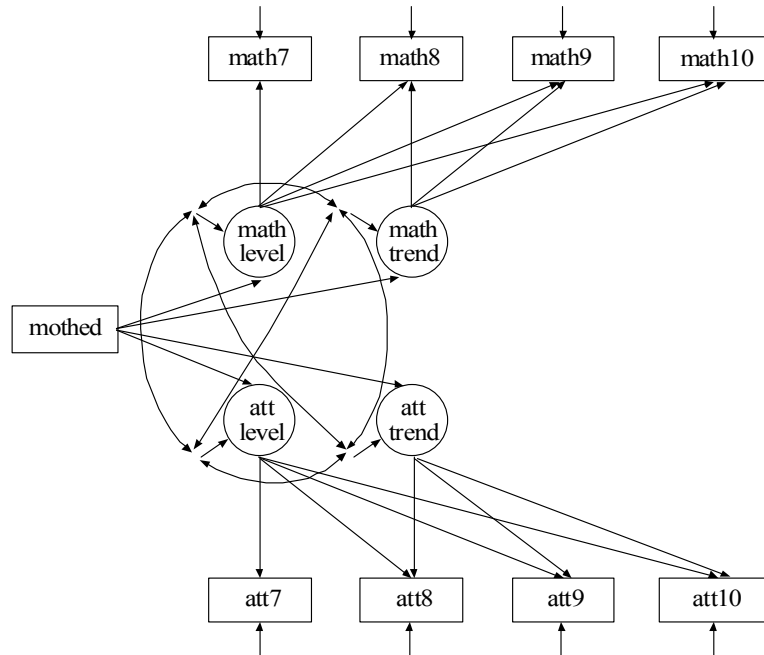 math7
math8
math9
math10
math
level
math
trend
mothed
att
level
att
trend
att7
att8
att9
att10